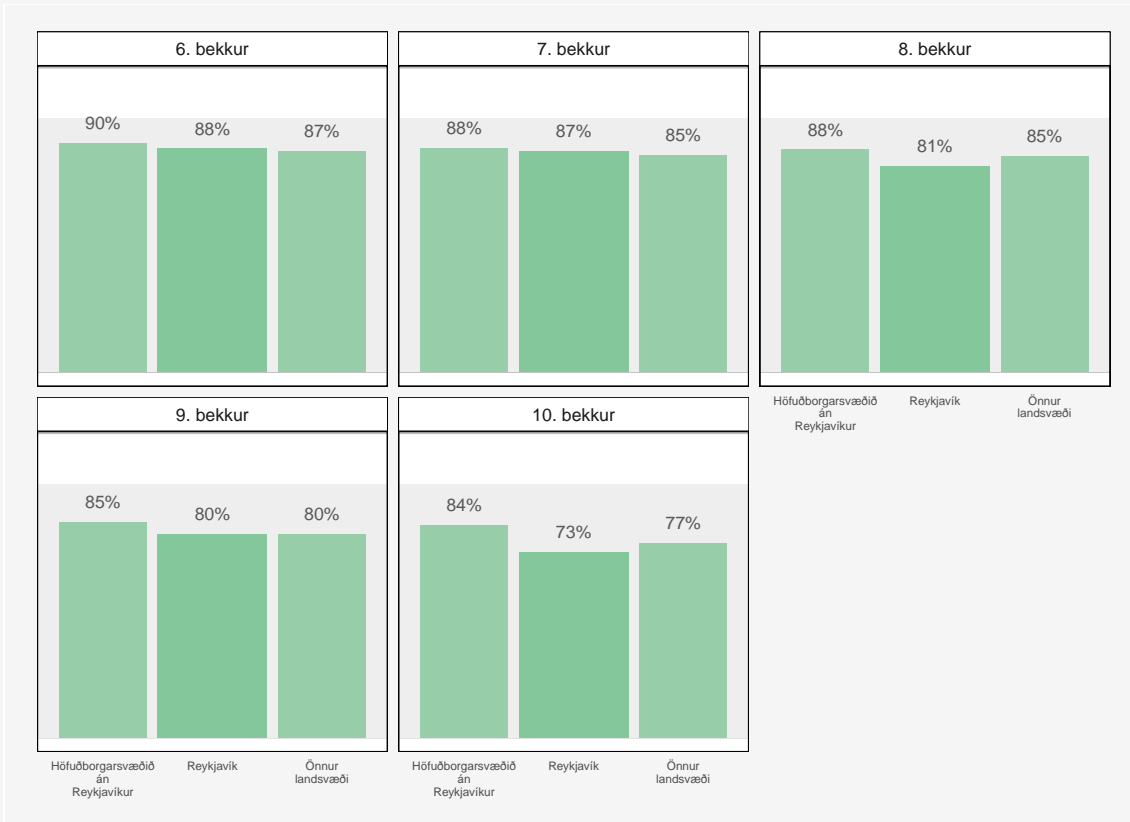 6. bekkur
90%
88%
87%
7. bekkur
88%
87%
85%
8. bekkur
88%
81%
85%
Höfuðborgarsvæðið
án
Reykjavíkur
Reykjavík
Önnur
landsvæði
9. bekkur
85%
80%
80%
Höfuðborgarsvæðið
án
Reykjavíkur
Reykjavík
Önnur
landsvæði
10. bekkur
84%
73%
77%
Höfuðborgarsvæðið
án
Reykjavíkur
Reykjavík
Önnur
landsvæði